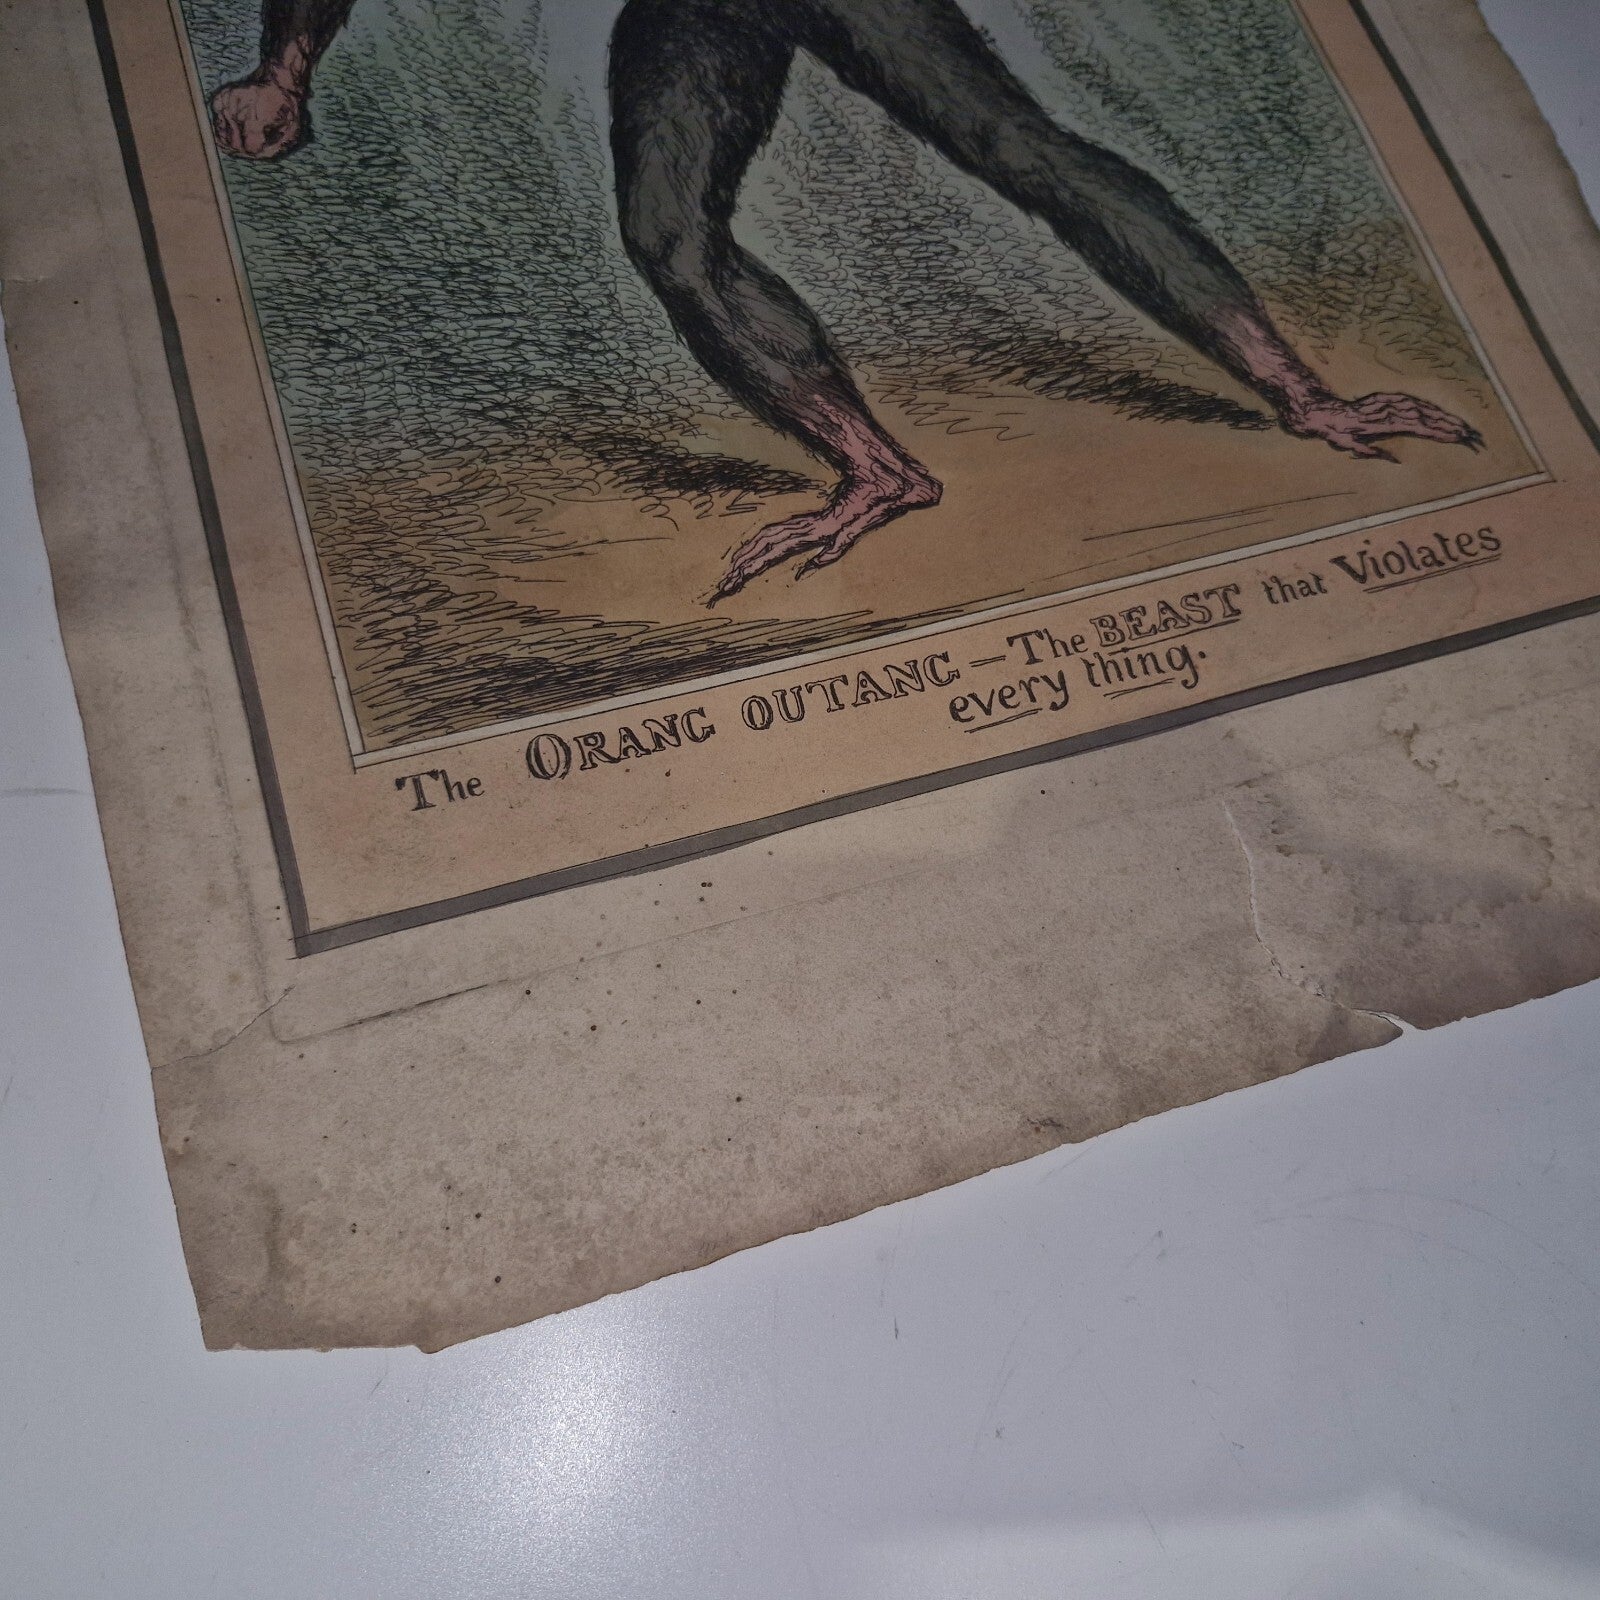 The ORANG OUTANG — The BEAST that Violates
every thing.